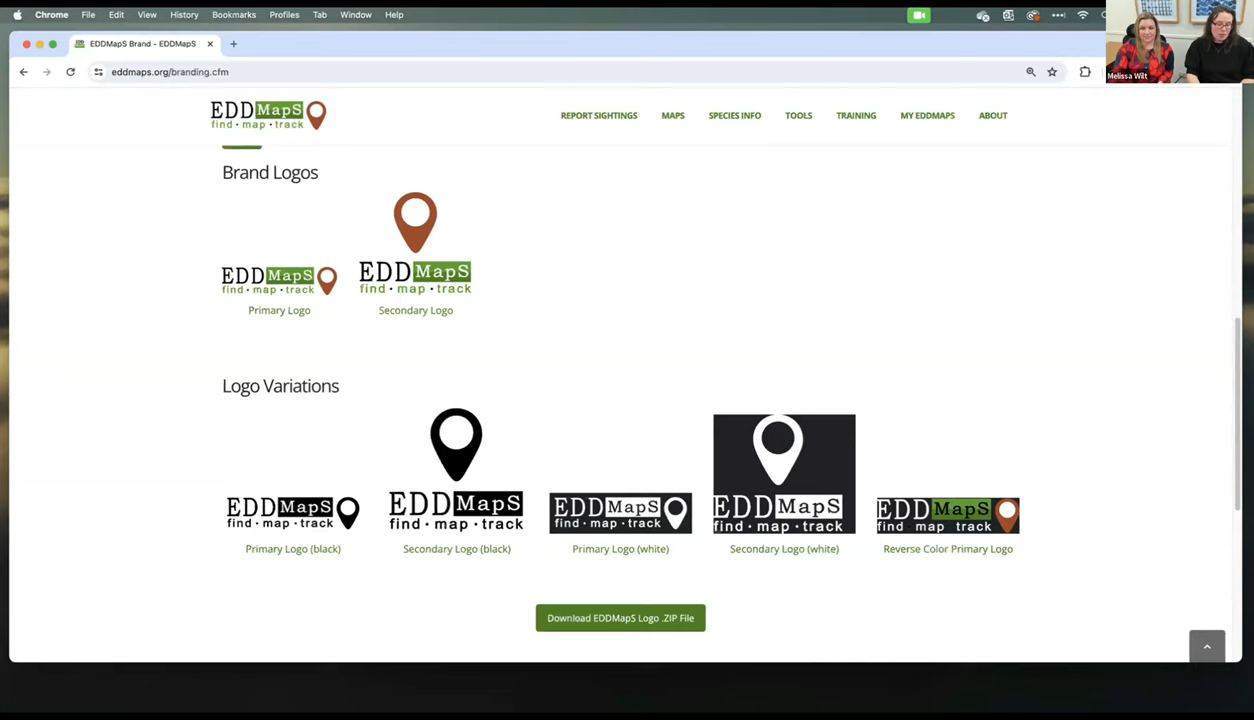 Chrome File Edit View History Bookmarks Profiles Tab Window Help
EDDMapS Brand - EDDMapS
eddmaps.org/branding.cfm
Melissa Wilt
EDDMapS
find · map · track
REPORT SIGHTINGS MAPS SPECIES INFO TOOLS TRAINING MY EDDMAPS ABOUT
Brand Logos
EDDMapS
find · map · track
Primary Logo
EDDMapS
find · map · track
Secondary Logo
Logo Variations
EDDMapS
find · map · track
Primary Logo (black)
EDDMapS
find · map · track
Secondary Logo (black)
EDDMapS
find · map · track
Primary Logo (white)
EDDMapS
find · map · track
Secondary Logo (white)
EDDMapS
find map track
Reverse Color Primary Logo
Download EDDMapS Logo .ZIP File